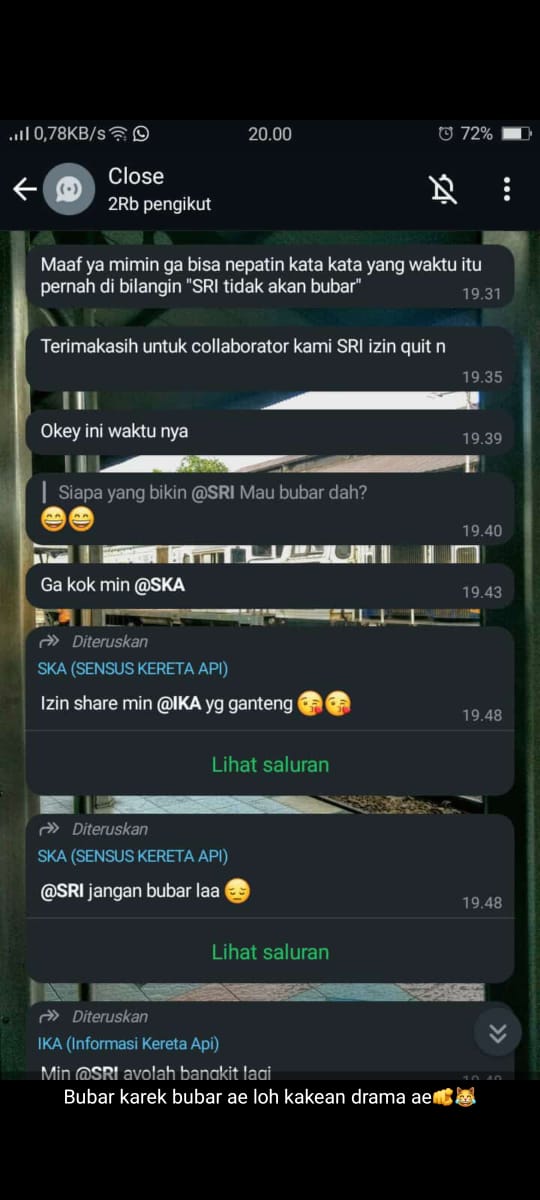 0,78KB/s
20.00
72%
Close
2Rb pengikut
Maaf ya mimin ga bisa nepatin kata kata yang waktu itu
pernah di bilangin "SRI tidak akan bubar"
19.31
Terimakasih untuk collaborator kami SRI izin quit n
19.35
Okey ini waktu nya
19.39
Siapa yang bikin @SRI Mau bubar dah?
😄😄
19.40
Ga kok min @SKA
19.43
Diteruskan
SKA (SENSUS KERETA API)
Izin share min @IKA yg ganteng 😘😘
19.48
Lihat saluran
Diteruskan
SKA (SENSUS KERETA API)
@SRI jangan bubar laa 😔
19.48
Lihat saluran
Diteruskan
IKA (Informasi Kereta Api)
Min @SRI ayolah bangkit lagi
Bubar karek bubar ae loh kakean drama ae🫵😹